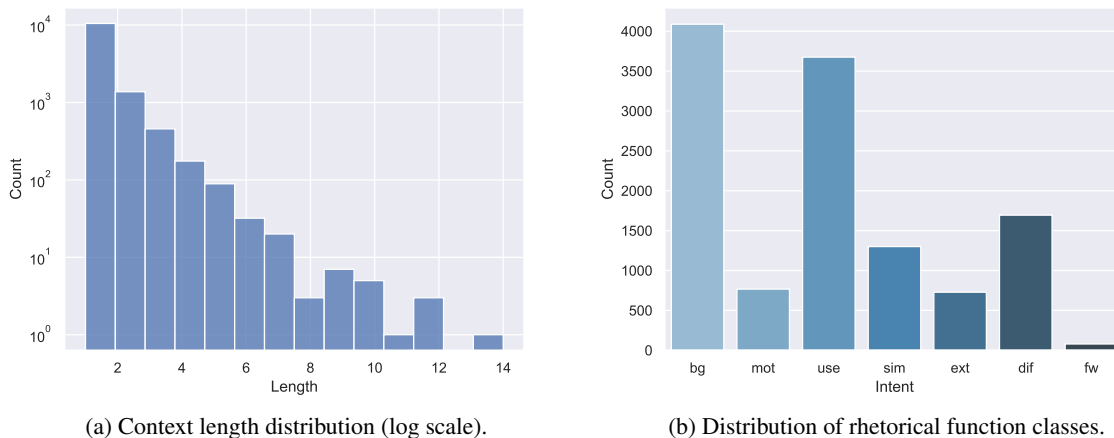 10^4
10^3
10^2
10^1
10^0
Count
2 4 6 8 10 12 14
Length
(a) Context length distribution (log scale).
4000
3500
3000
2500
2000
1500
1000
500
0
Count
bg mot use sim ext dif fw
Intent
(b) Distribution of rhetorical function classes.